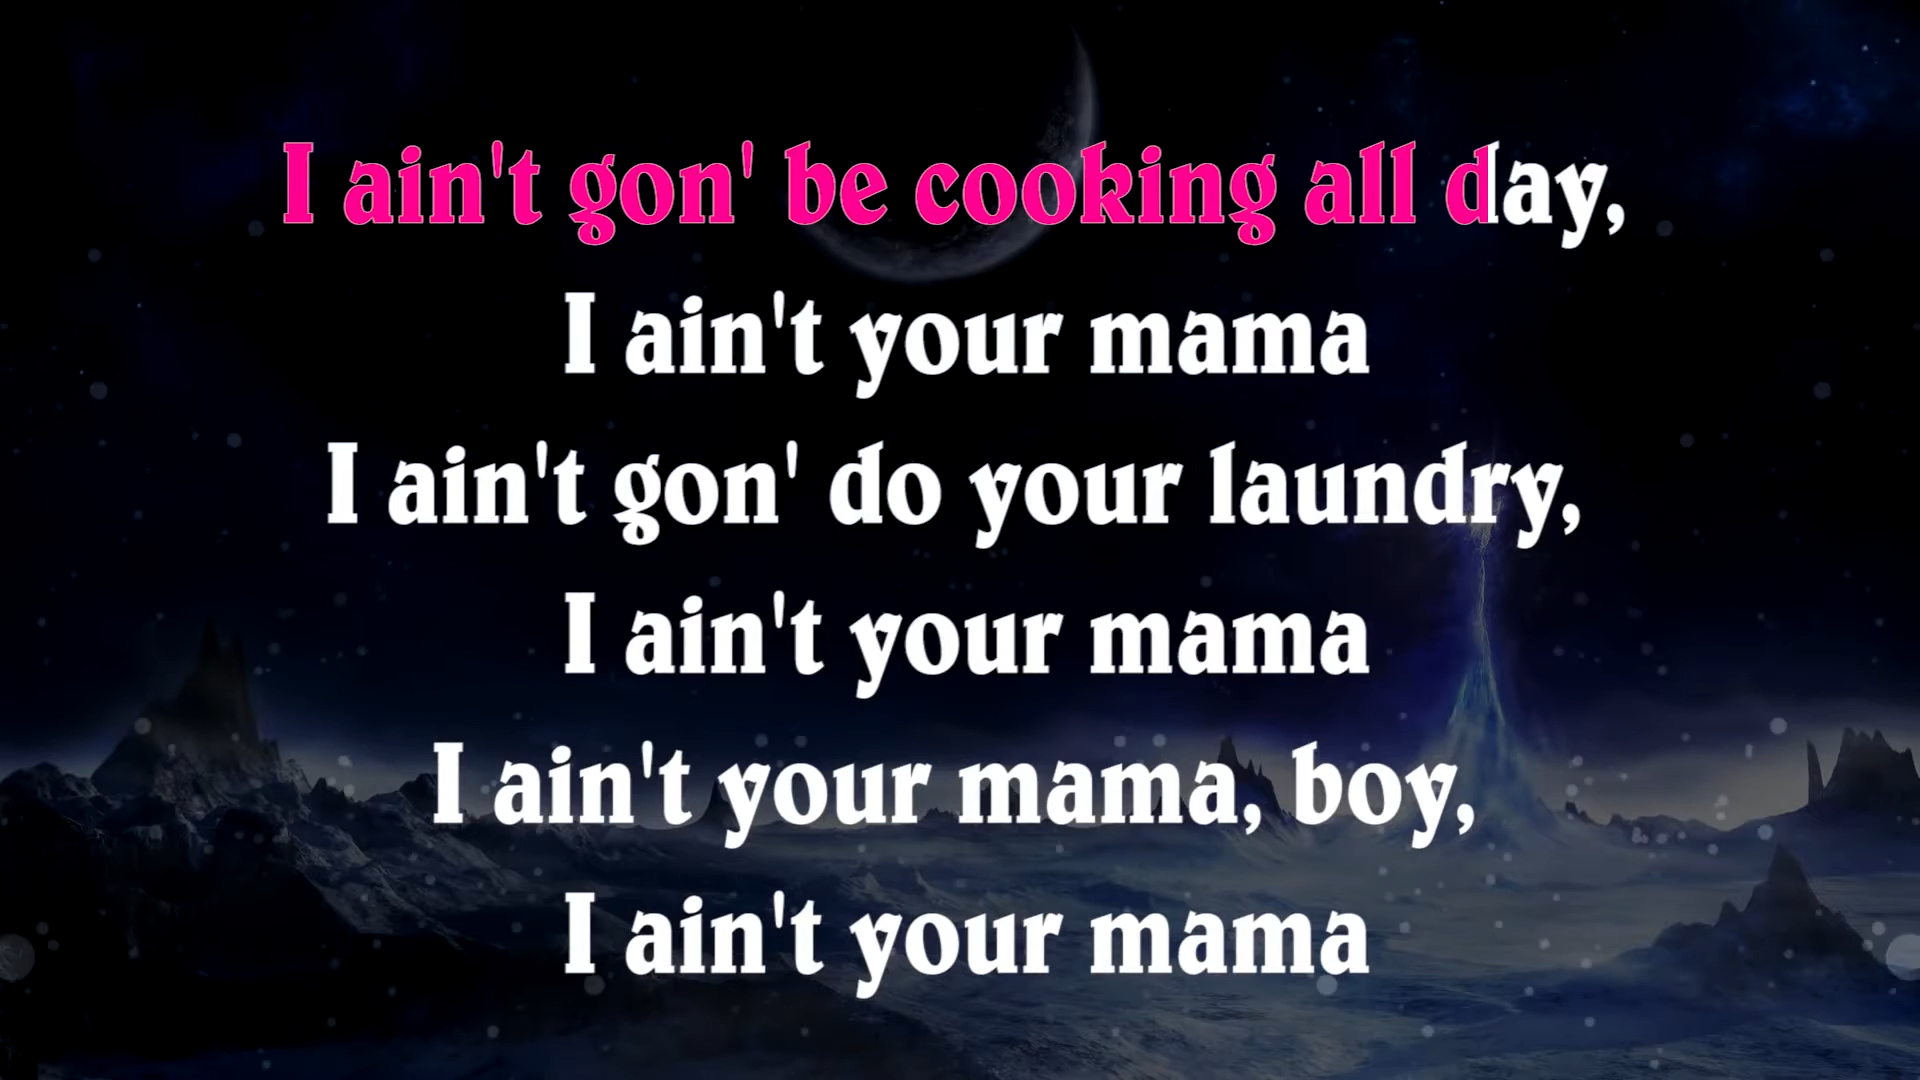 I ain't gon' be cooking all day,
I ain't your mama
I ain't gon' do your laundry,
I ain't your mama
I ain't your mama, boy,
I ain't your mama